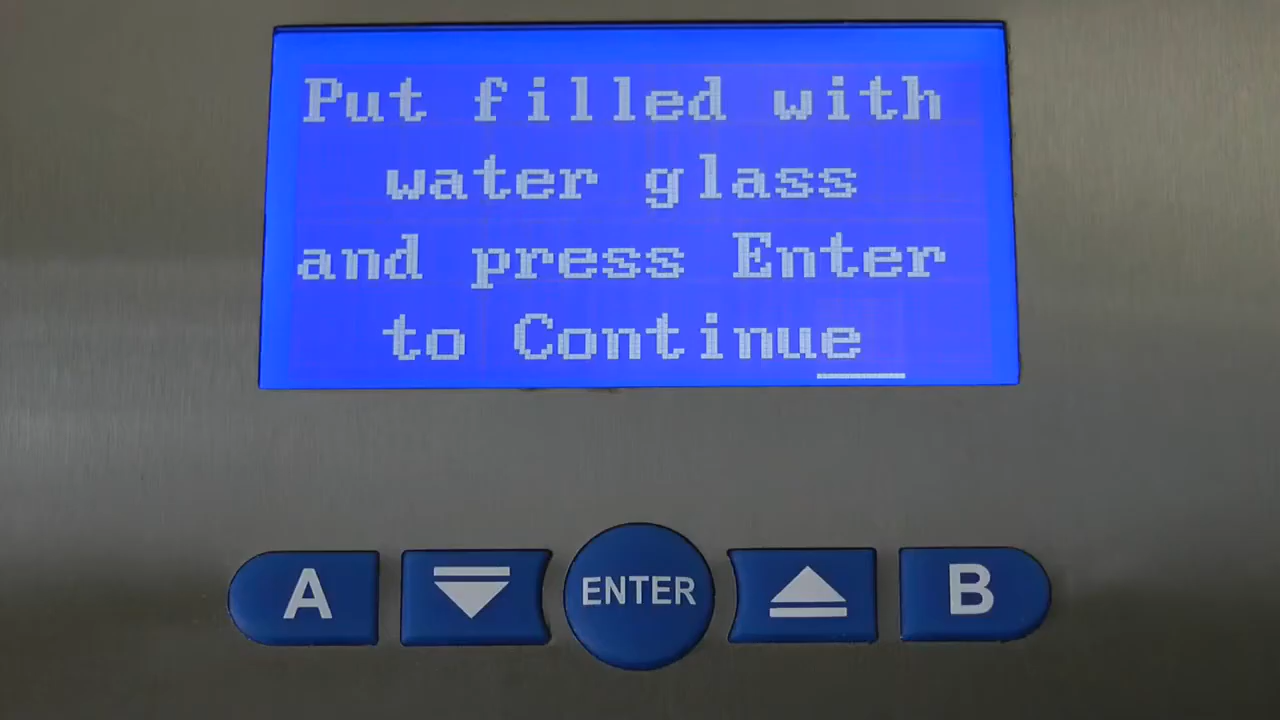 Put filled with
water glass
and press Enter
to Continue
A ENTER B